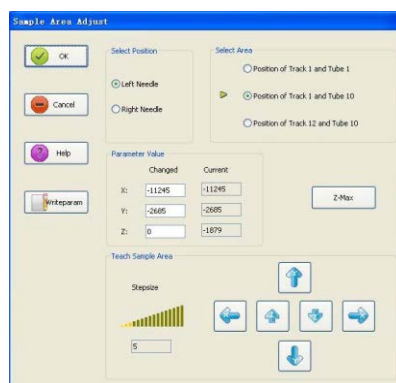 Sample Area Adjust
OK
Cancel
Help
Writeparam
Select Position
Left Needle
Right Needle
Select Area
Position of Track 1 and Tube 1
Position of Track 1 and Tube 10
Position of Track 12 and Tube 10
Parameter Value
Changed Current
X: -11245 -11245
Y: -2685 -2685
Z: 0 -1879
Z-Max
Teach Sample Area
Stepsize
5